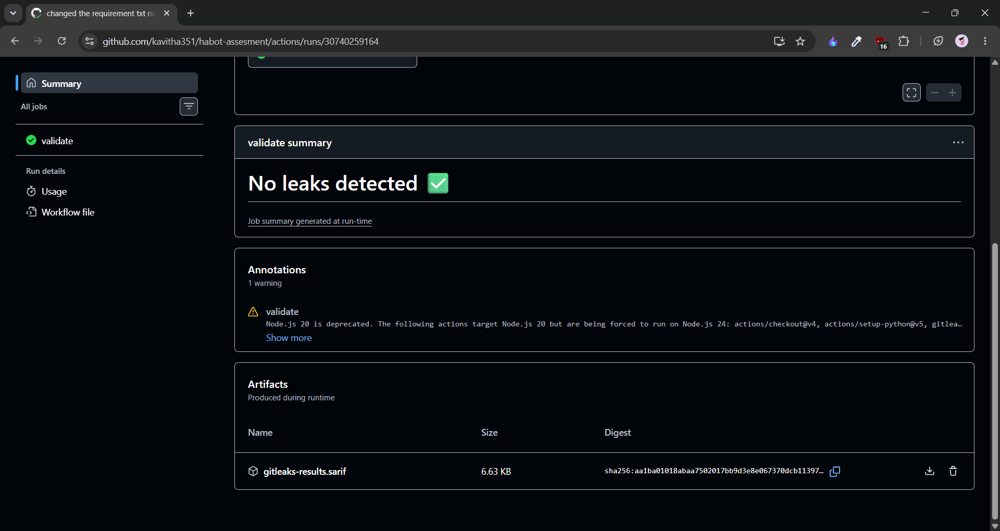 changed the requirement txt na
github.com/kavitha351/habot-assesment/actions/runs/30740259164
16
Summary
All jobs
validate
Run details
Usage
Workflow file
validate summary
No leaks detected ✅
Job summary generated at run-time
Annotations
1 warning
validate
Node.js 20 is deprecated. The following actions target Node.js 20 but are being forced to run on Node.js 24: actions/checkout@v4, actions/setup-python@v5, gitlea…
Show more
Artifacts
Produced during runtime
Name Size Digest
gitleaks-results.sarif 6.63 KB sha256:aa1ba01018abaa7502017bb9d3e8e067370dcb11397…